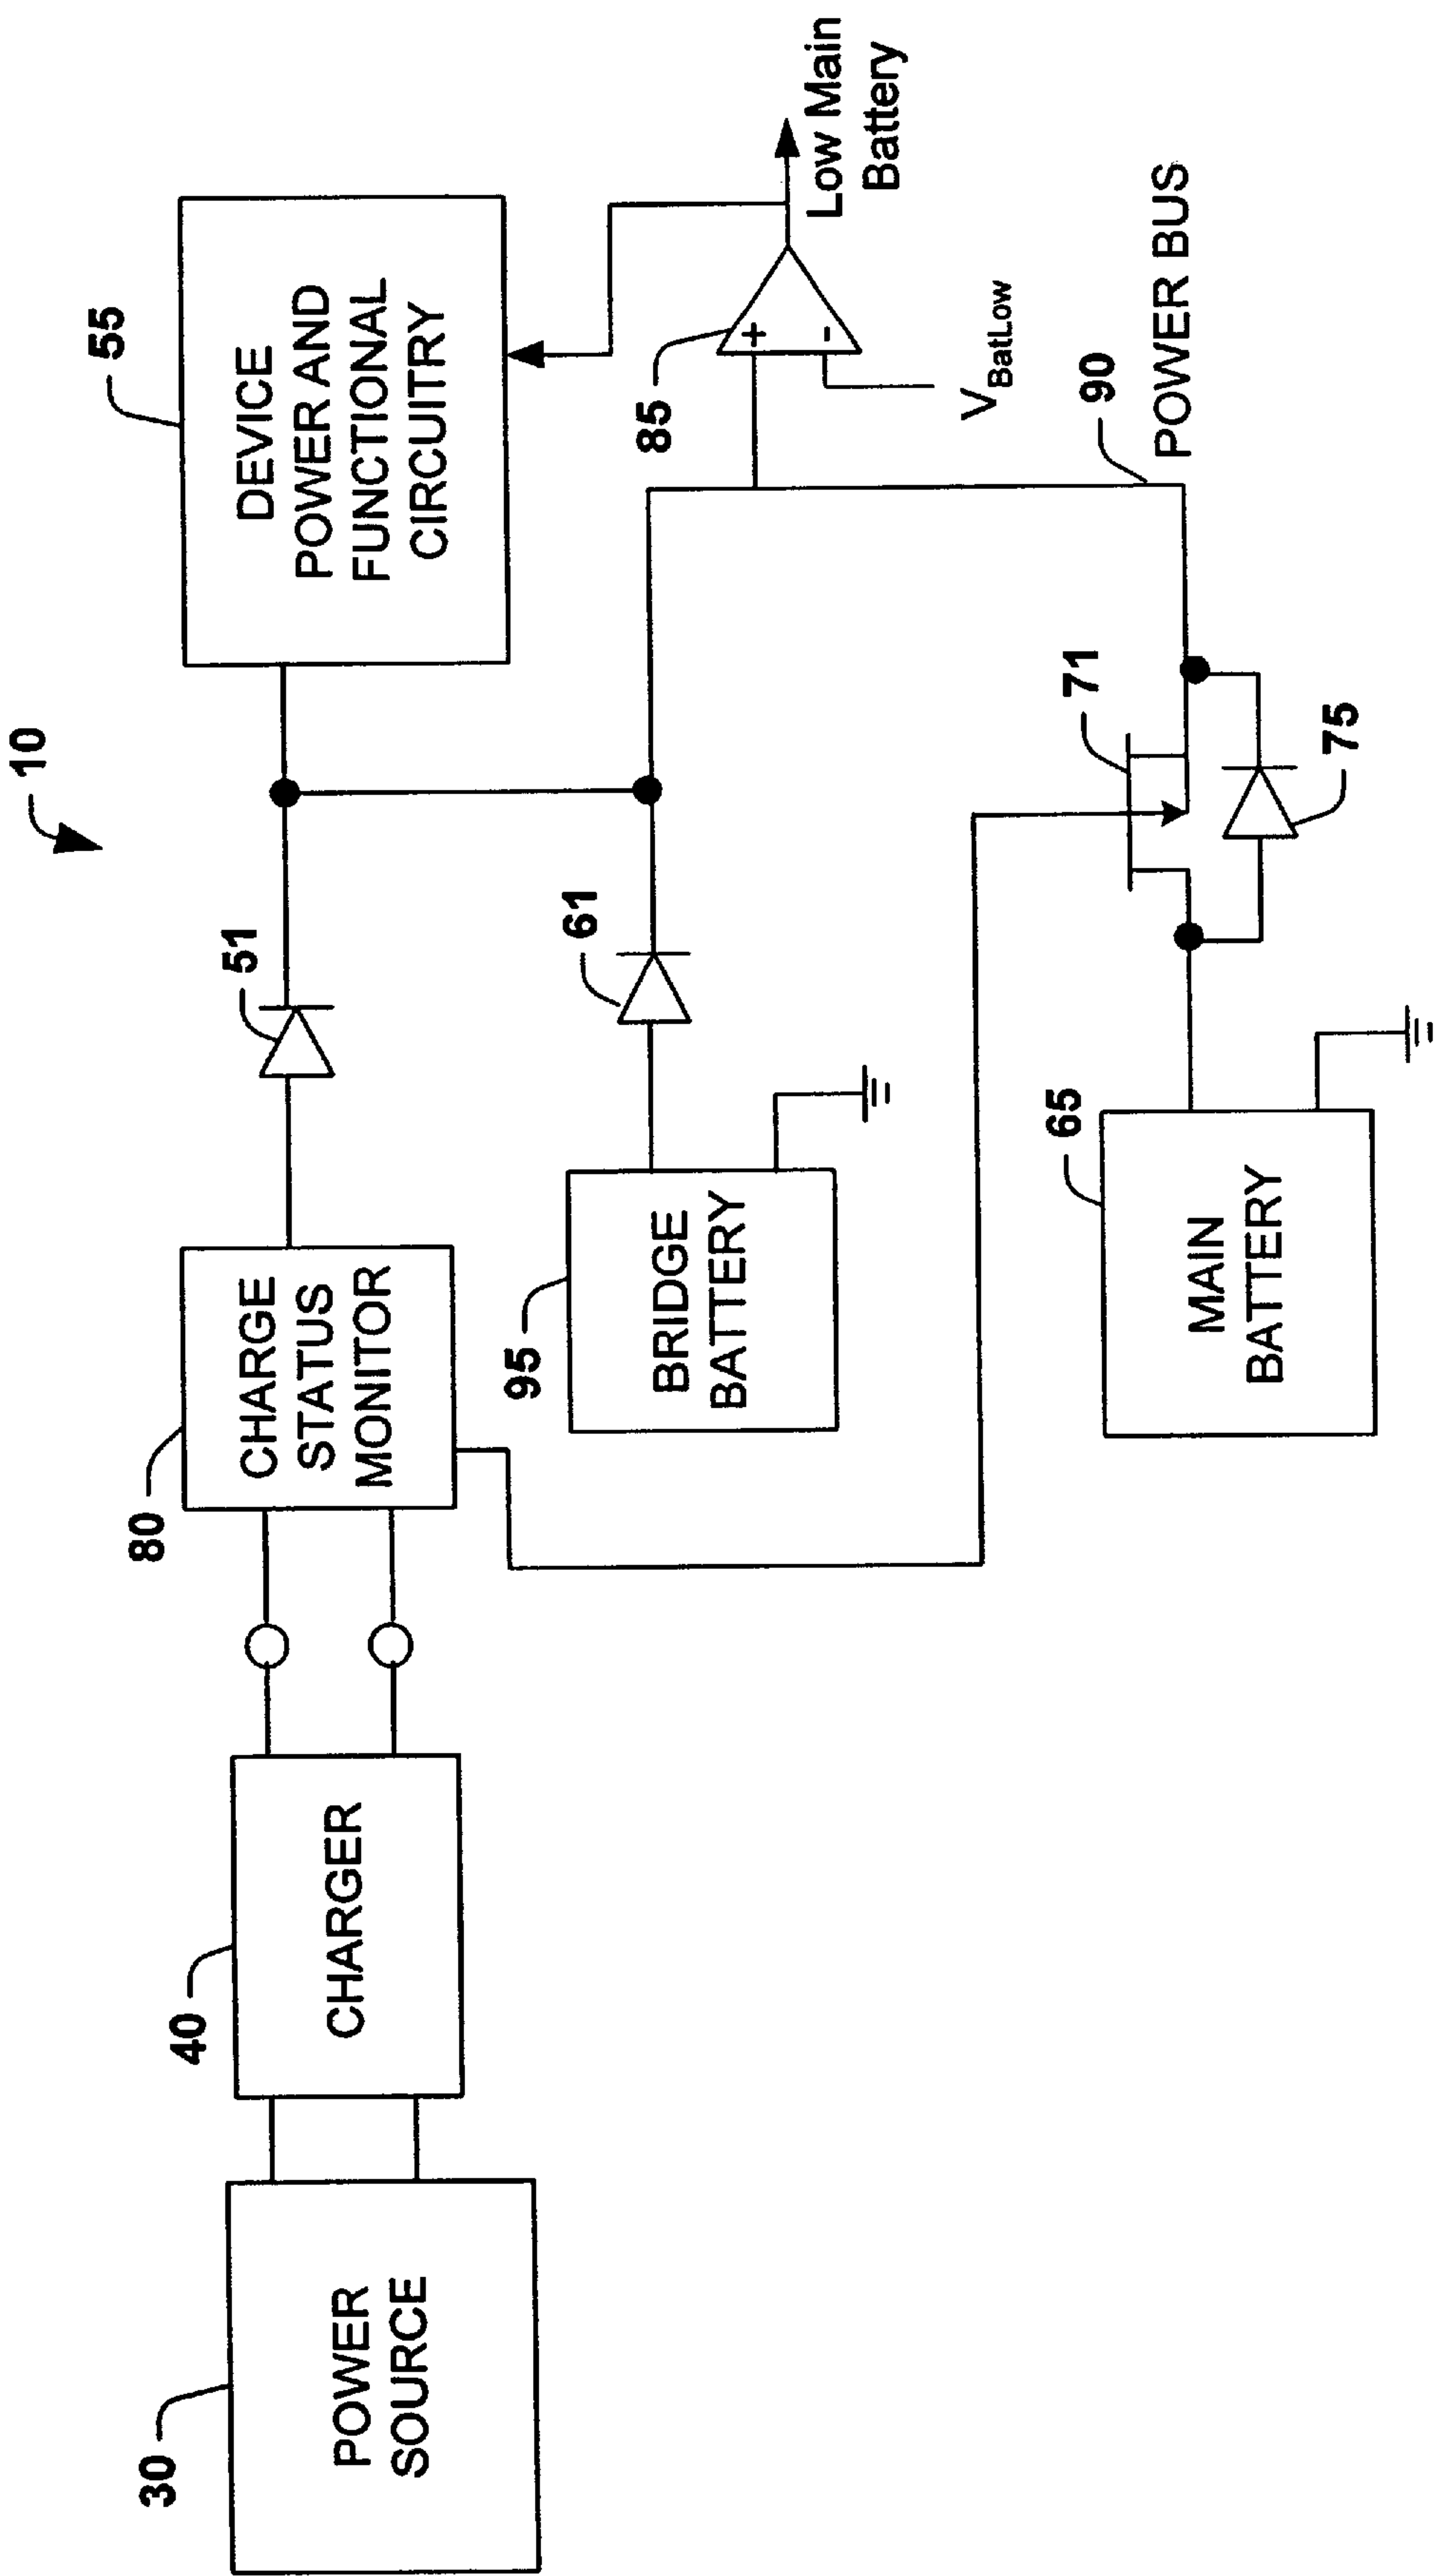 10
30
POWER
SOURCE
40
CHARGER
80
CHARGE
STATUS
MONITOR
51
55
DEVICE
POWER AND
FUNCTIONAL
CIRCUITRY
95
BRIDGE
BATTERY
61
85
+
-
Low Main
Battery
VBatLow
90
POWER BUS
65
MAIN
BATTERY
71
75